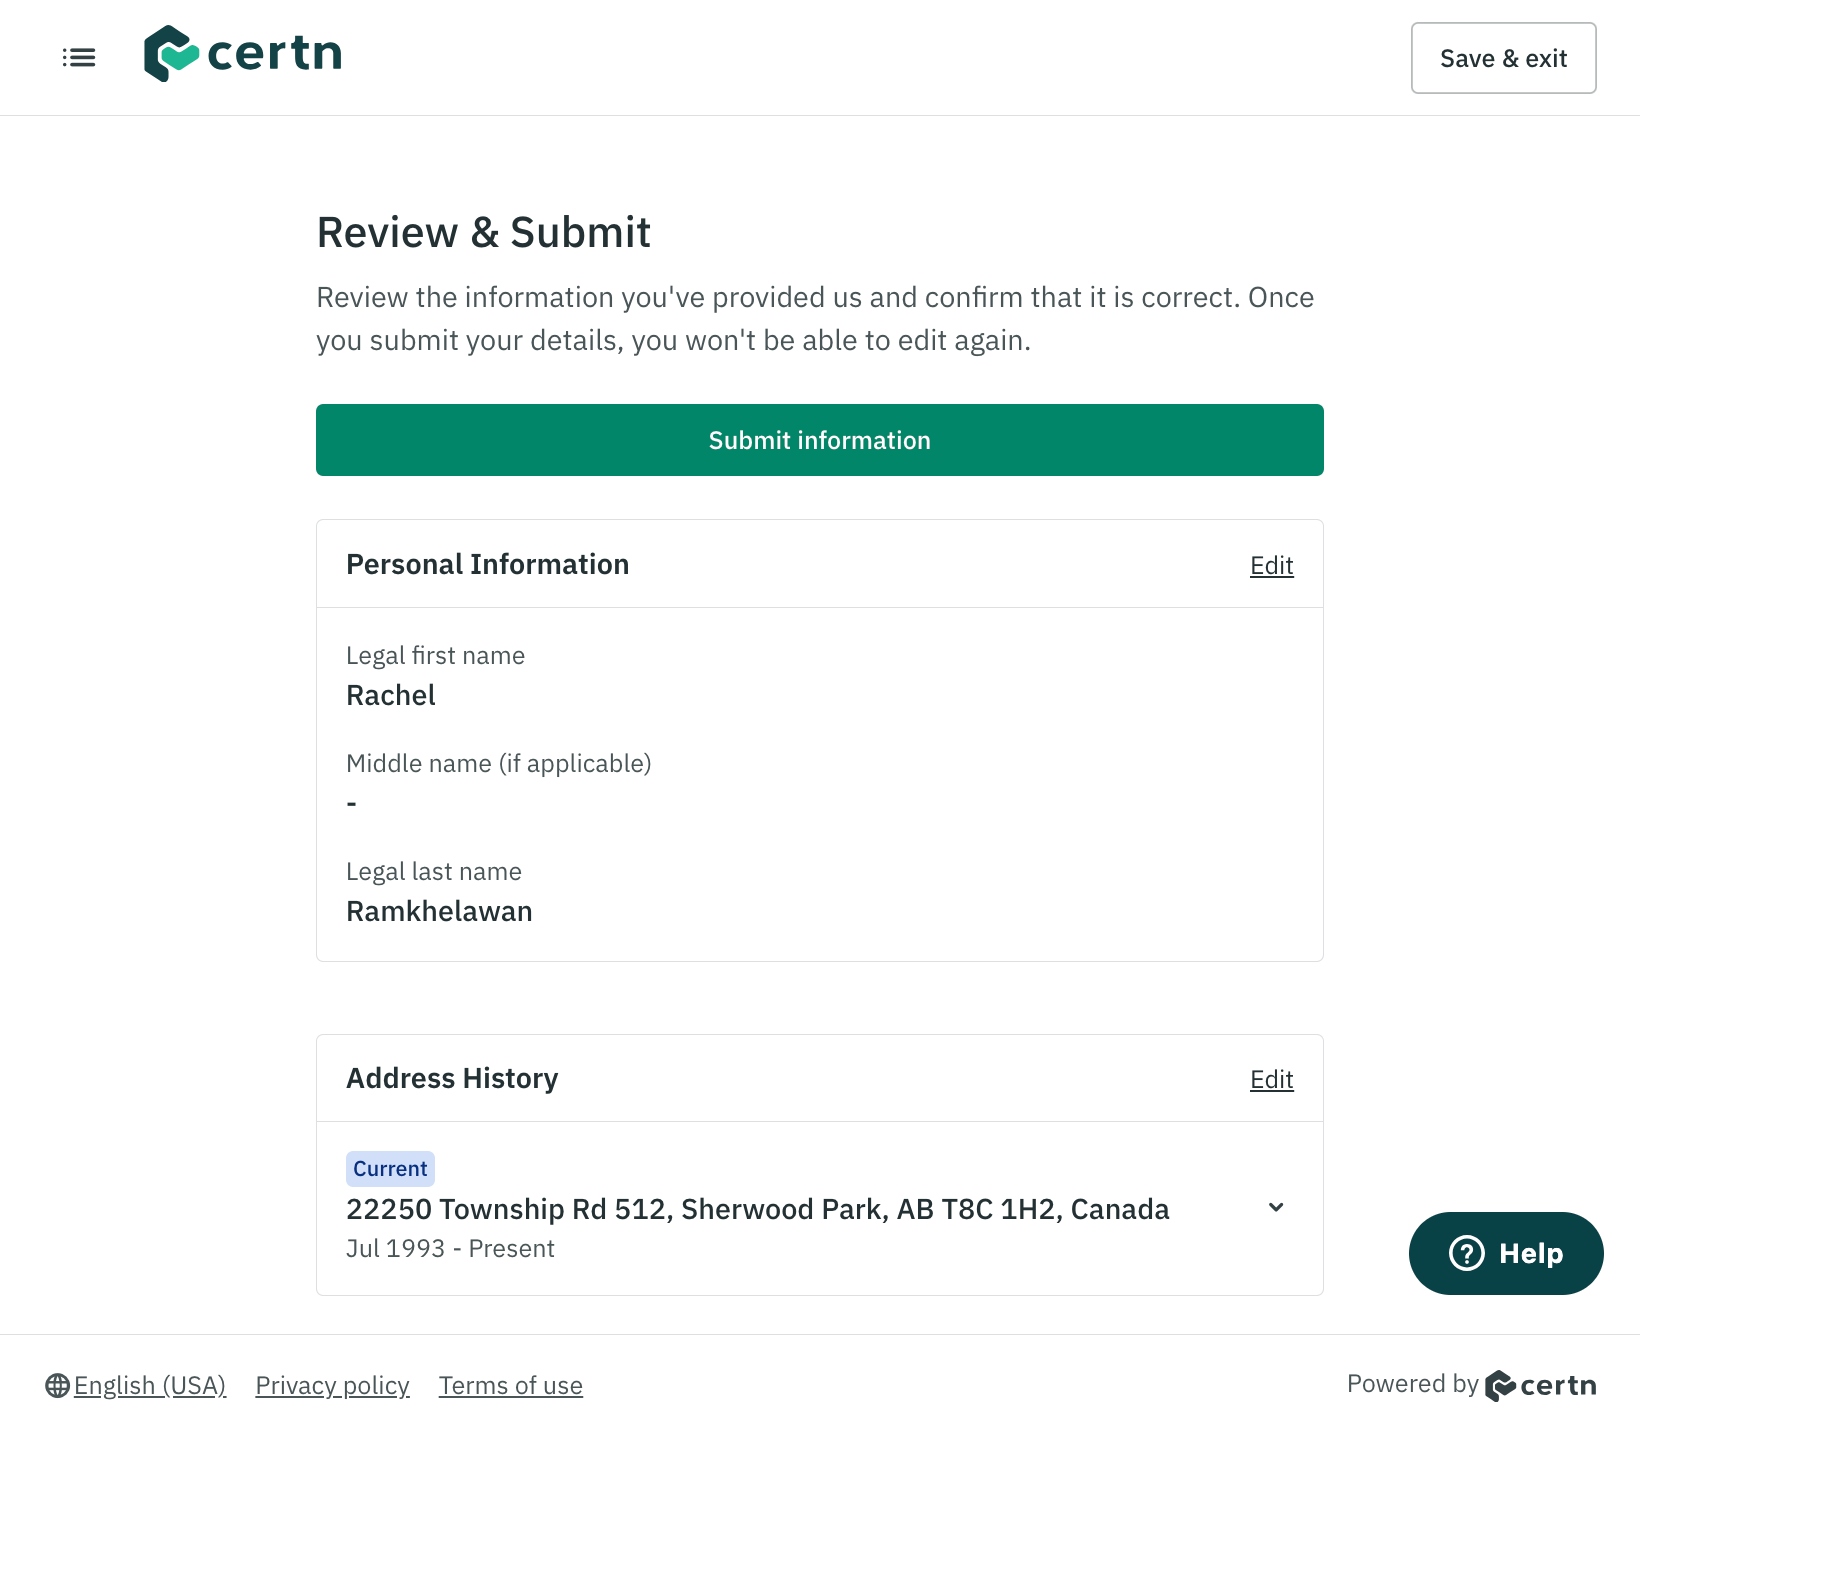 certn
Save & exit
Review & Submit
Review the information you've provided us and confirm that it is correct. Once
you submit your details, you won't be able to edit again.
Submit information
Personal Information
Edit
Legal first name
Rachel
Middle name (if applicable)
-
Legal last name
Ramkhelawan
Address History
Edit
Current
22250 Township Rd 512, Sherwood Park, AB T8C 1H2, Canada
Jul 1993 - Present
Help
English (USA) Privacy policy Terms of use
Powered by certn